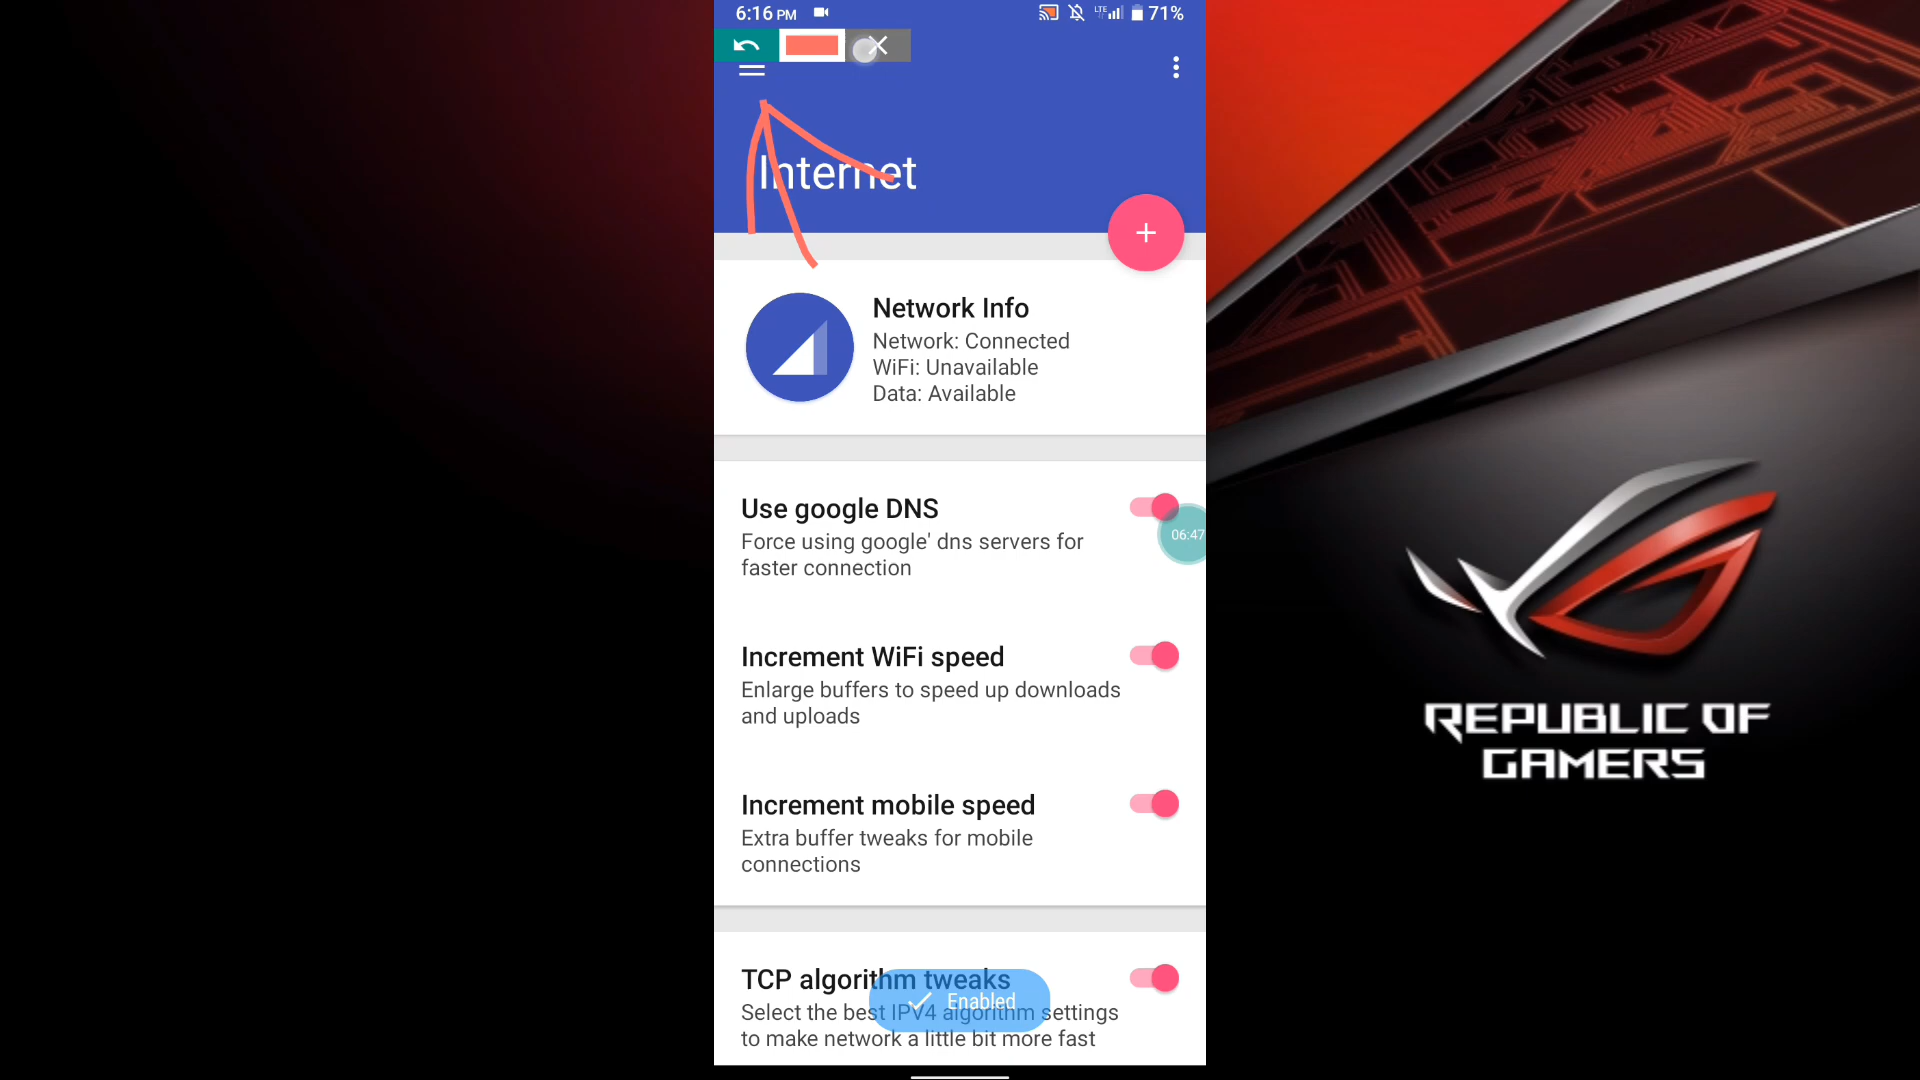 6:16 PM
LTE
71%
Internet
Network Info
Network: Connected
WiFi: Unavailable
Data: Available
Use google DNS
Force using google' dns servers for
faster connection
06:47
Increment WiFi speed
Enlarge buffers to speed up downloads
and uploads
Increment mobile speed
Extra buffer tweaks for mobile
connections
TCP algorithm tweaks
Enabled
Select the best IPV4 algorithm settings
to make network a little bit more fast
REPUBLIC OF
GAMERS